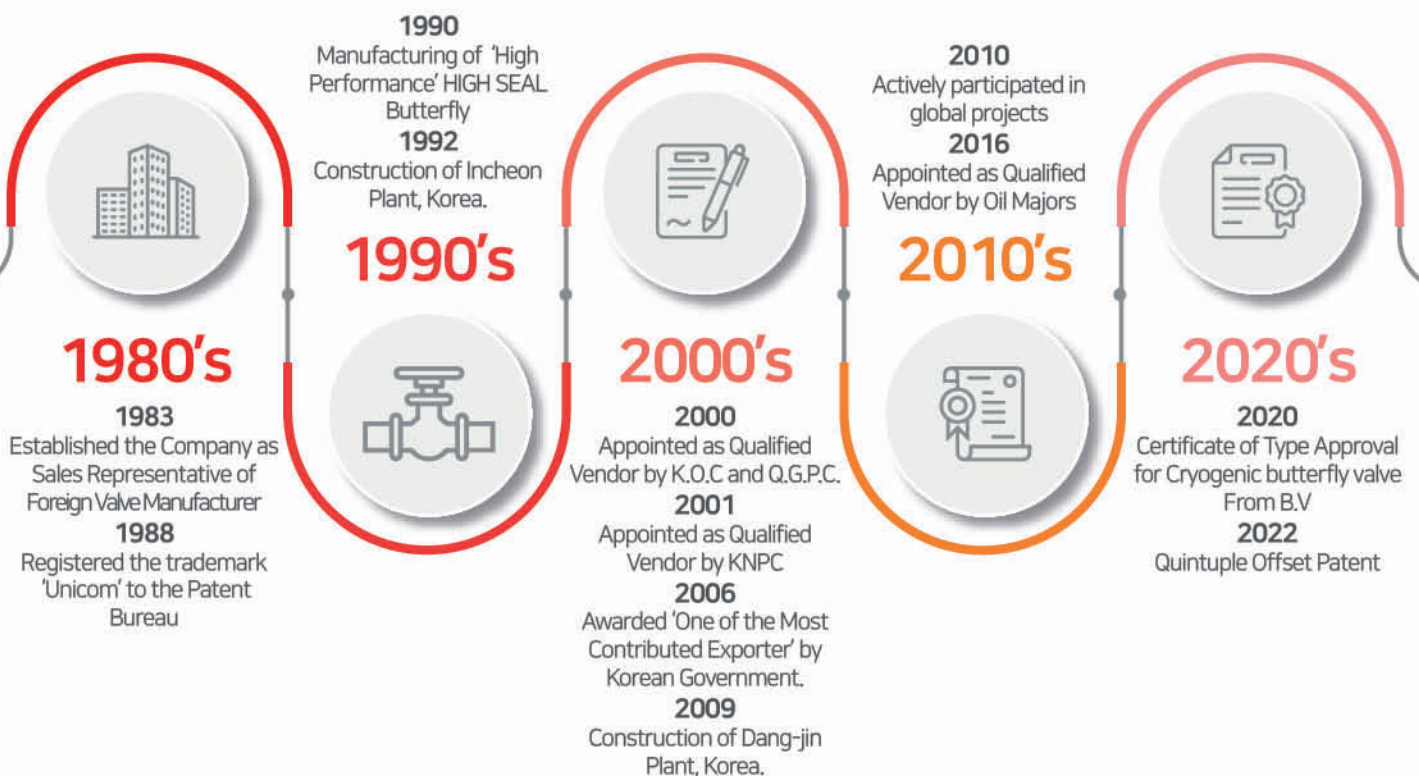 1980's
1983
Established the Company as
Sales Representative of
Foreign Valve Manufacturer
1988
Registered the trademark
'Unicom' to the Patent
Bureau
1990
Manufacturing of 'High
Performance' HIGH SEAL
Butterfly
1992
Construction of Incheon
Plant, Korea.
1990's
2000's
2000
Appointed as Qualified
Vendor by K.O.C and Q.G.P.C.
2001
Appointed as Qualified
Vendor by KNPC
2006
Awarded 'One of the Most
Contributed Exporter' by
Korean Government.
2009
Construction of Dang-jin
Plant, Korea.
2010
Actively participated in
global projects
2016
Appointed as Qualified
Vendor by Oil Majors
2010's
2020's
2020
Certificate of Type Approval
for Cryogenic butterfly valve
From B.V
2022
Quintuple Offset Patent